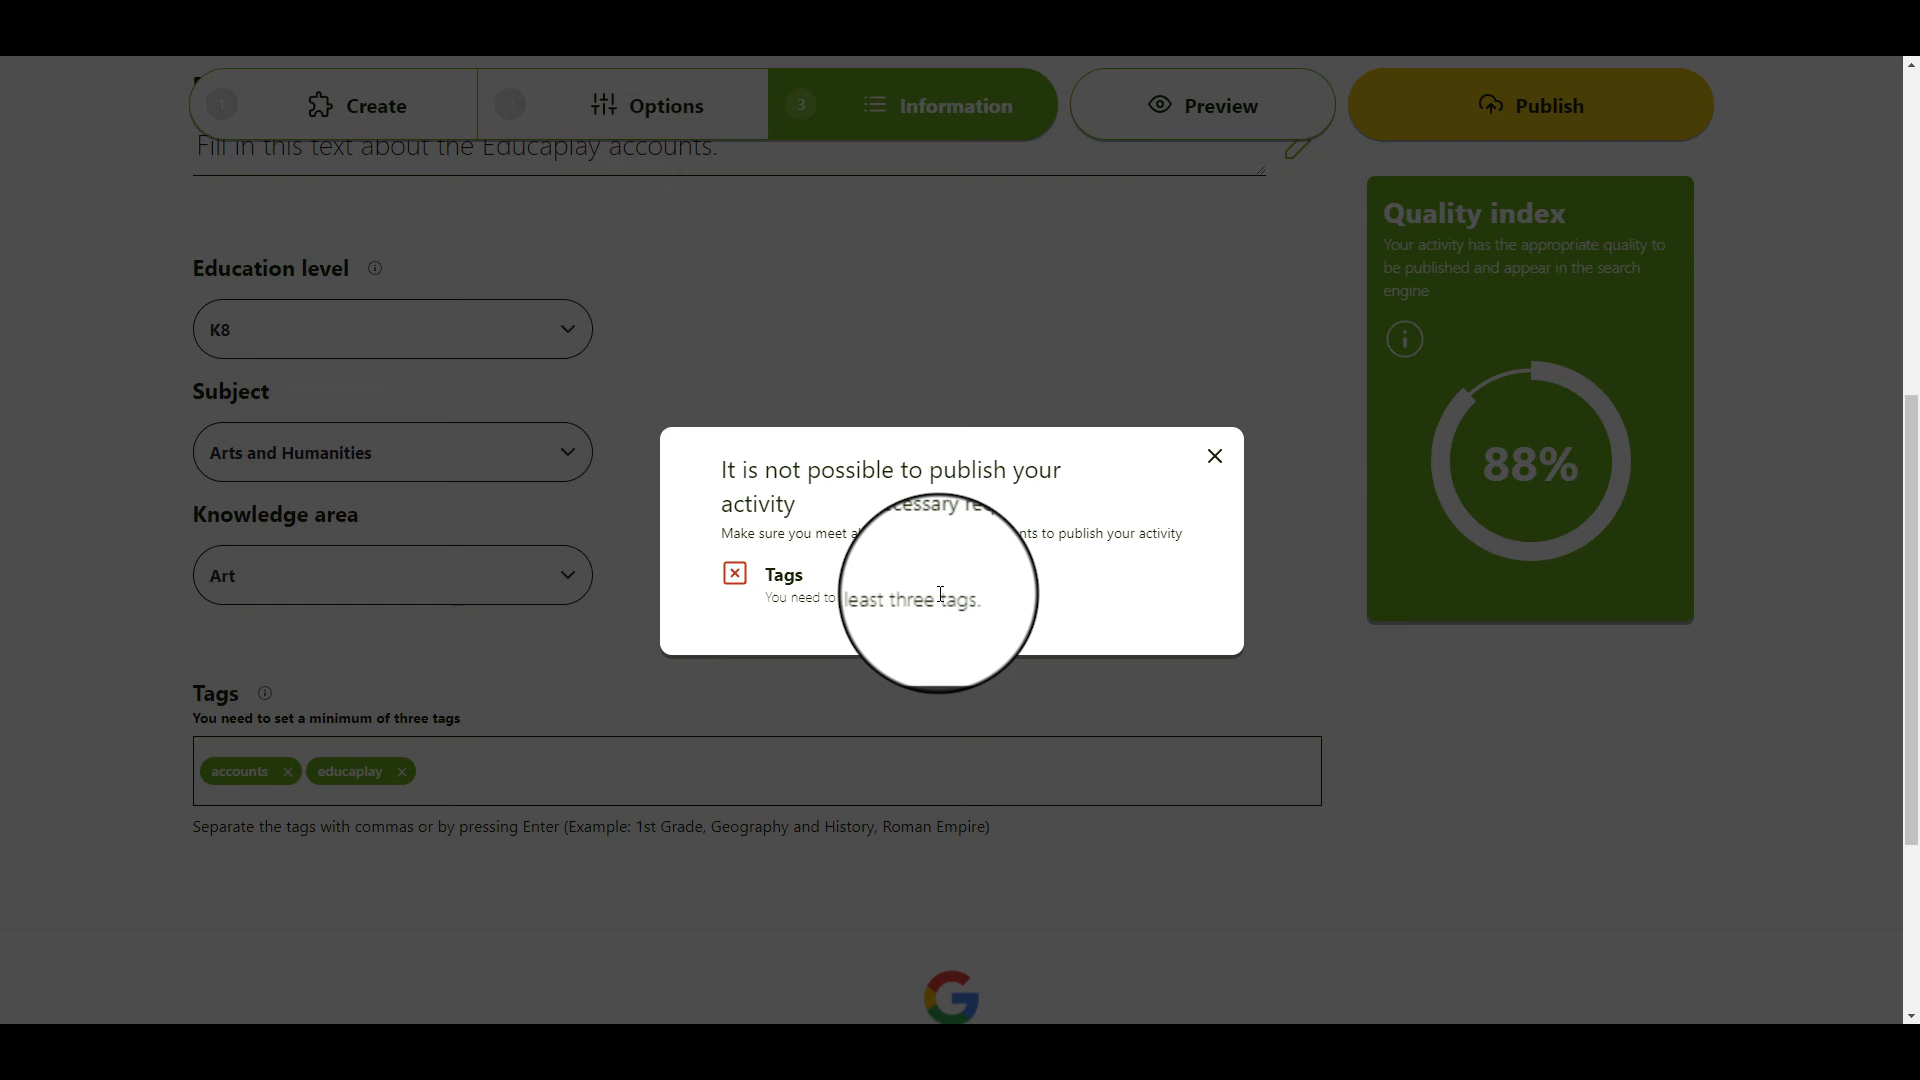 1 Create
2 Options
3 Information
Preview
Publish
Fill in this text about the Educaplay accounts.
Quality index
Your activity has the appropriate quality to
be published and appear in the search
engine
88%
Education level
K8
Subject
Arts and Humanities
Knowledge area
Art
It is not possible to publish your
activity
cessary
Make sure you meet to publish your activity
Tags
You need to least three tags.
Tags
You need to set a minimum of three tags
accounts
educaplay
Separate the tags with commas or by pressing Enter (Example: 1st Grade, Geography and History, Roman Empire)